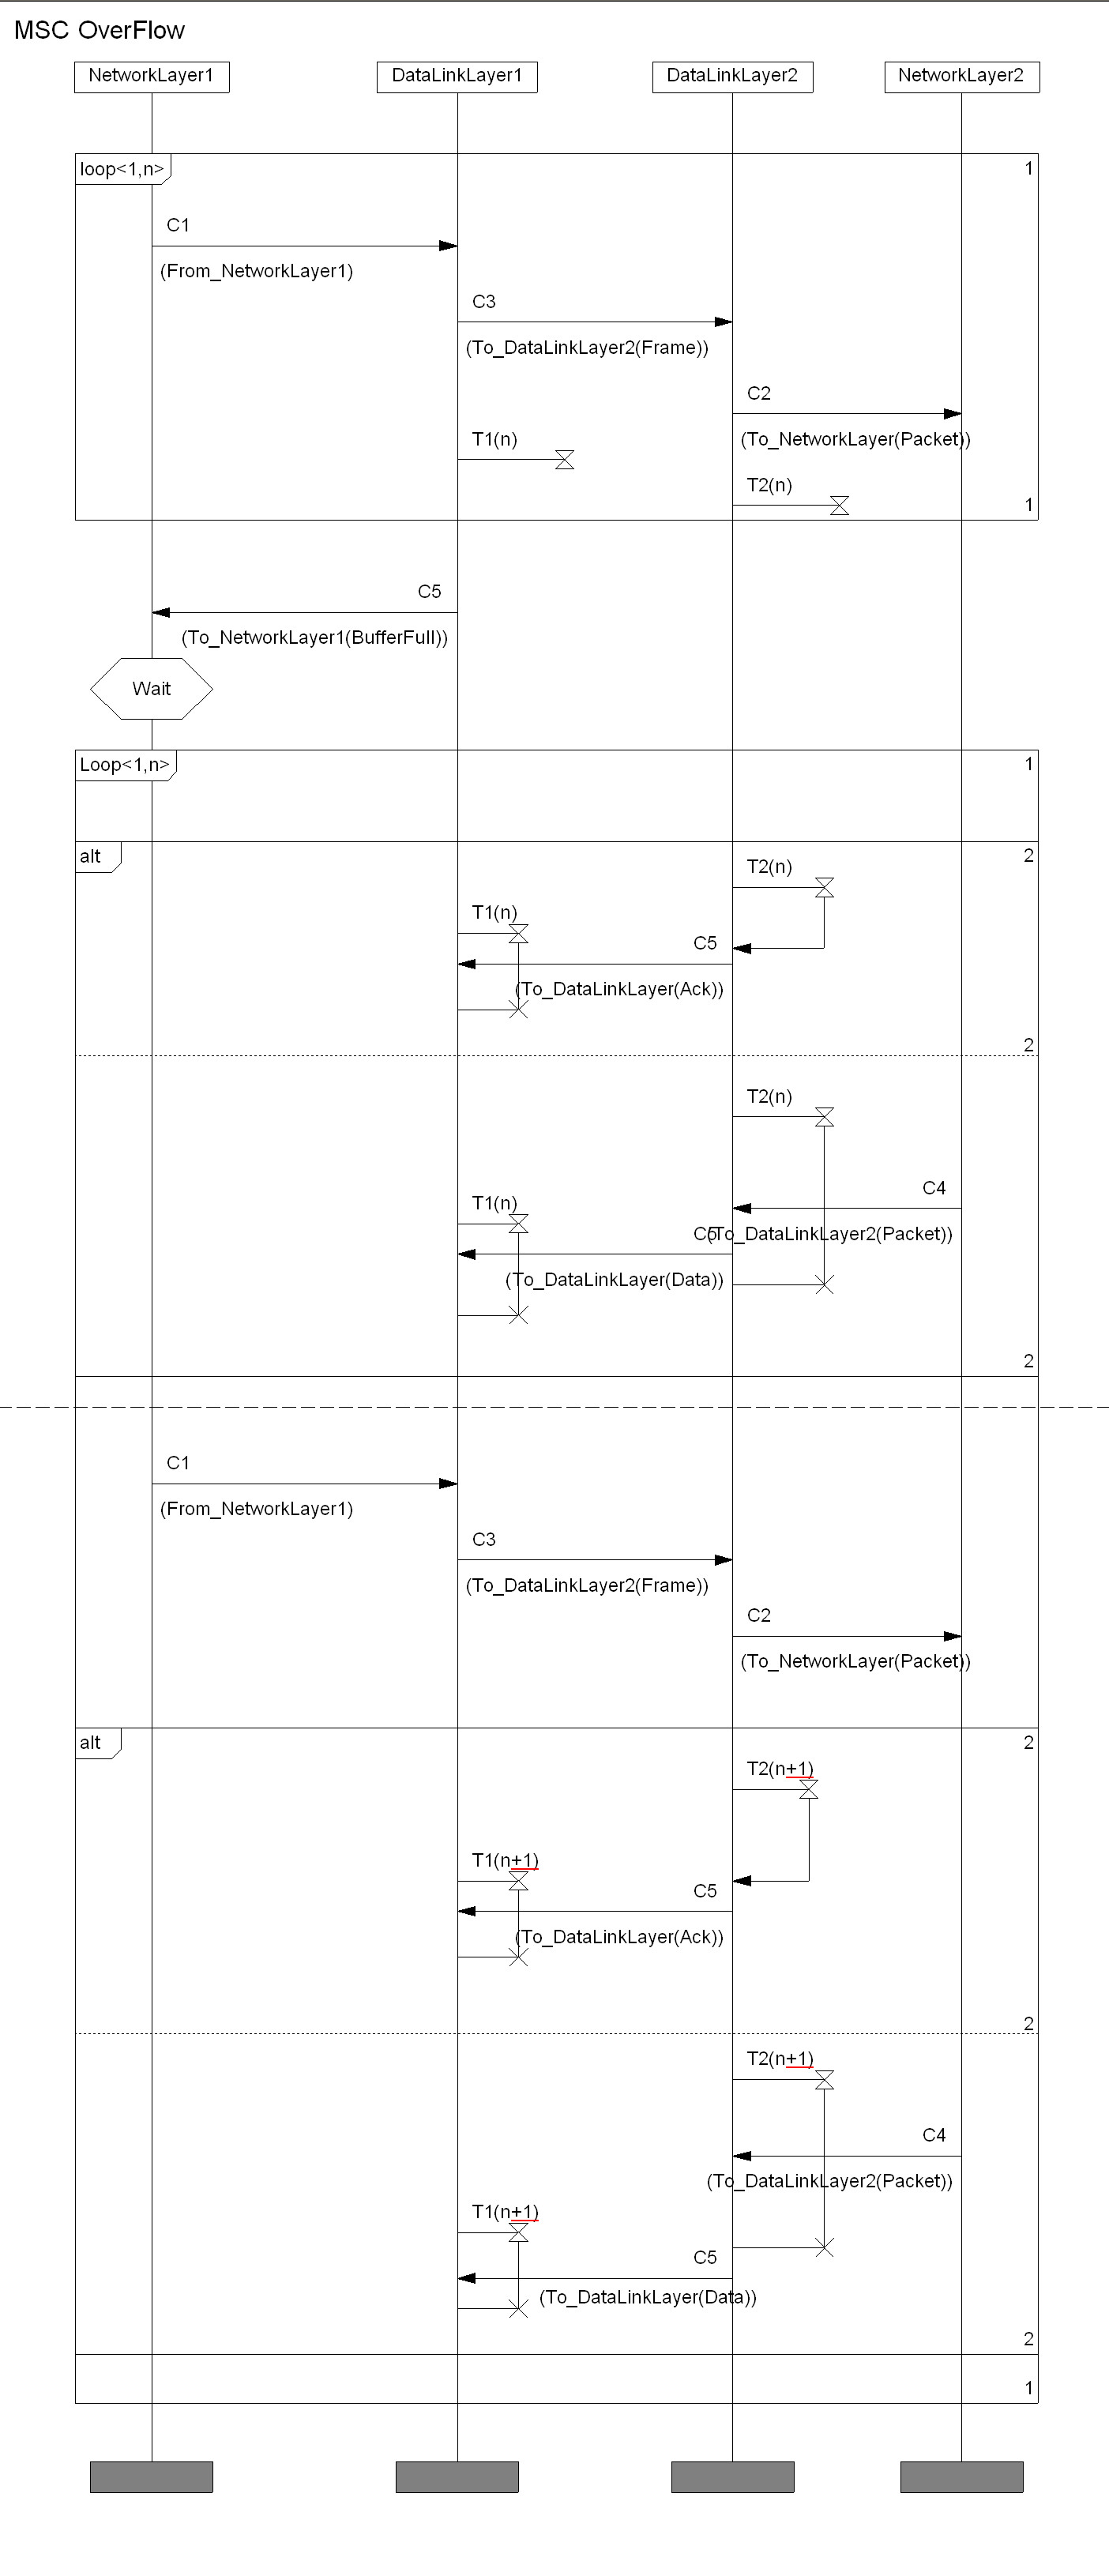 MSC OverFlow
NetworkLayer1 DataLinkLayer1 DataLinkLayer2 NetworkLayer2
loop<1,n> 1
C1
(From_NetworkLayer1)
C3
(To_DataLinkLayer2(Frame))
C2
T1(n) (To_NetworkLayer(Packet))
T2(n)
1
C5
(To_NetworkLayer1(BufferFull))
Wait
Loop<1,n> 1
alt 2
T2(n)
T1(n)
C5
(To_DataLinkLayer(Ack))
2
T2(n)
C4
T1(n)
C5 (To_DataLinkLayer2(Packet))
(To_DataLinkLayer(Data))
2
C1
(From_NetworkLayer1)
C3
(To_DataLinkLayer2(Frame))
C2
(To_NetworkLayer(Packet))
alt 2
T2(n+1)
T1(n+1)
C5
(To_DataLinkLayer(Ack))
2
T2(n+1)
C4
(To_DataLinkLayer2(Packet))
T1(n+1)
C5
(To_DataLinkLayer(Data))
2
1